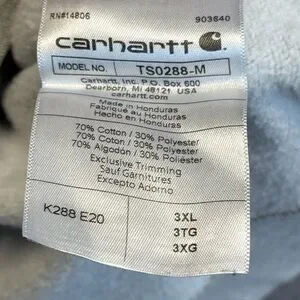 RN#14806 903640
carhartt
MODEL NO. TS0288-M
Carhartt, Inc. P.O. Box 600
Dearborn, MI 48121 USA
www.carhartt.com
Made in Honduras
Fabriqué au Honduras
Hecho en Honduras
70% Cotton / 30% Polyester
70% Coton / 30% Polyester
70% Algodón / 30% Poliéster
Exclusive Trimming
Sauf Garnitures
Excepto Adorno
K288 E20
3XL
3TG
3XG